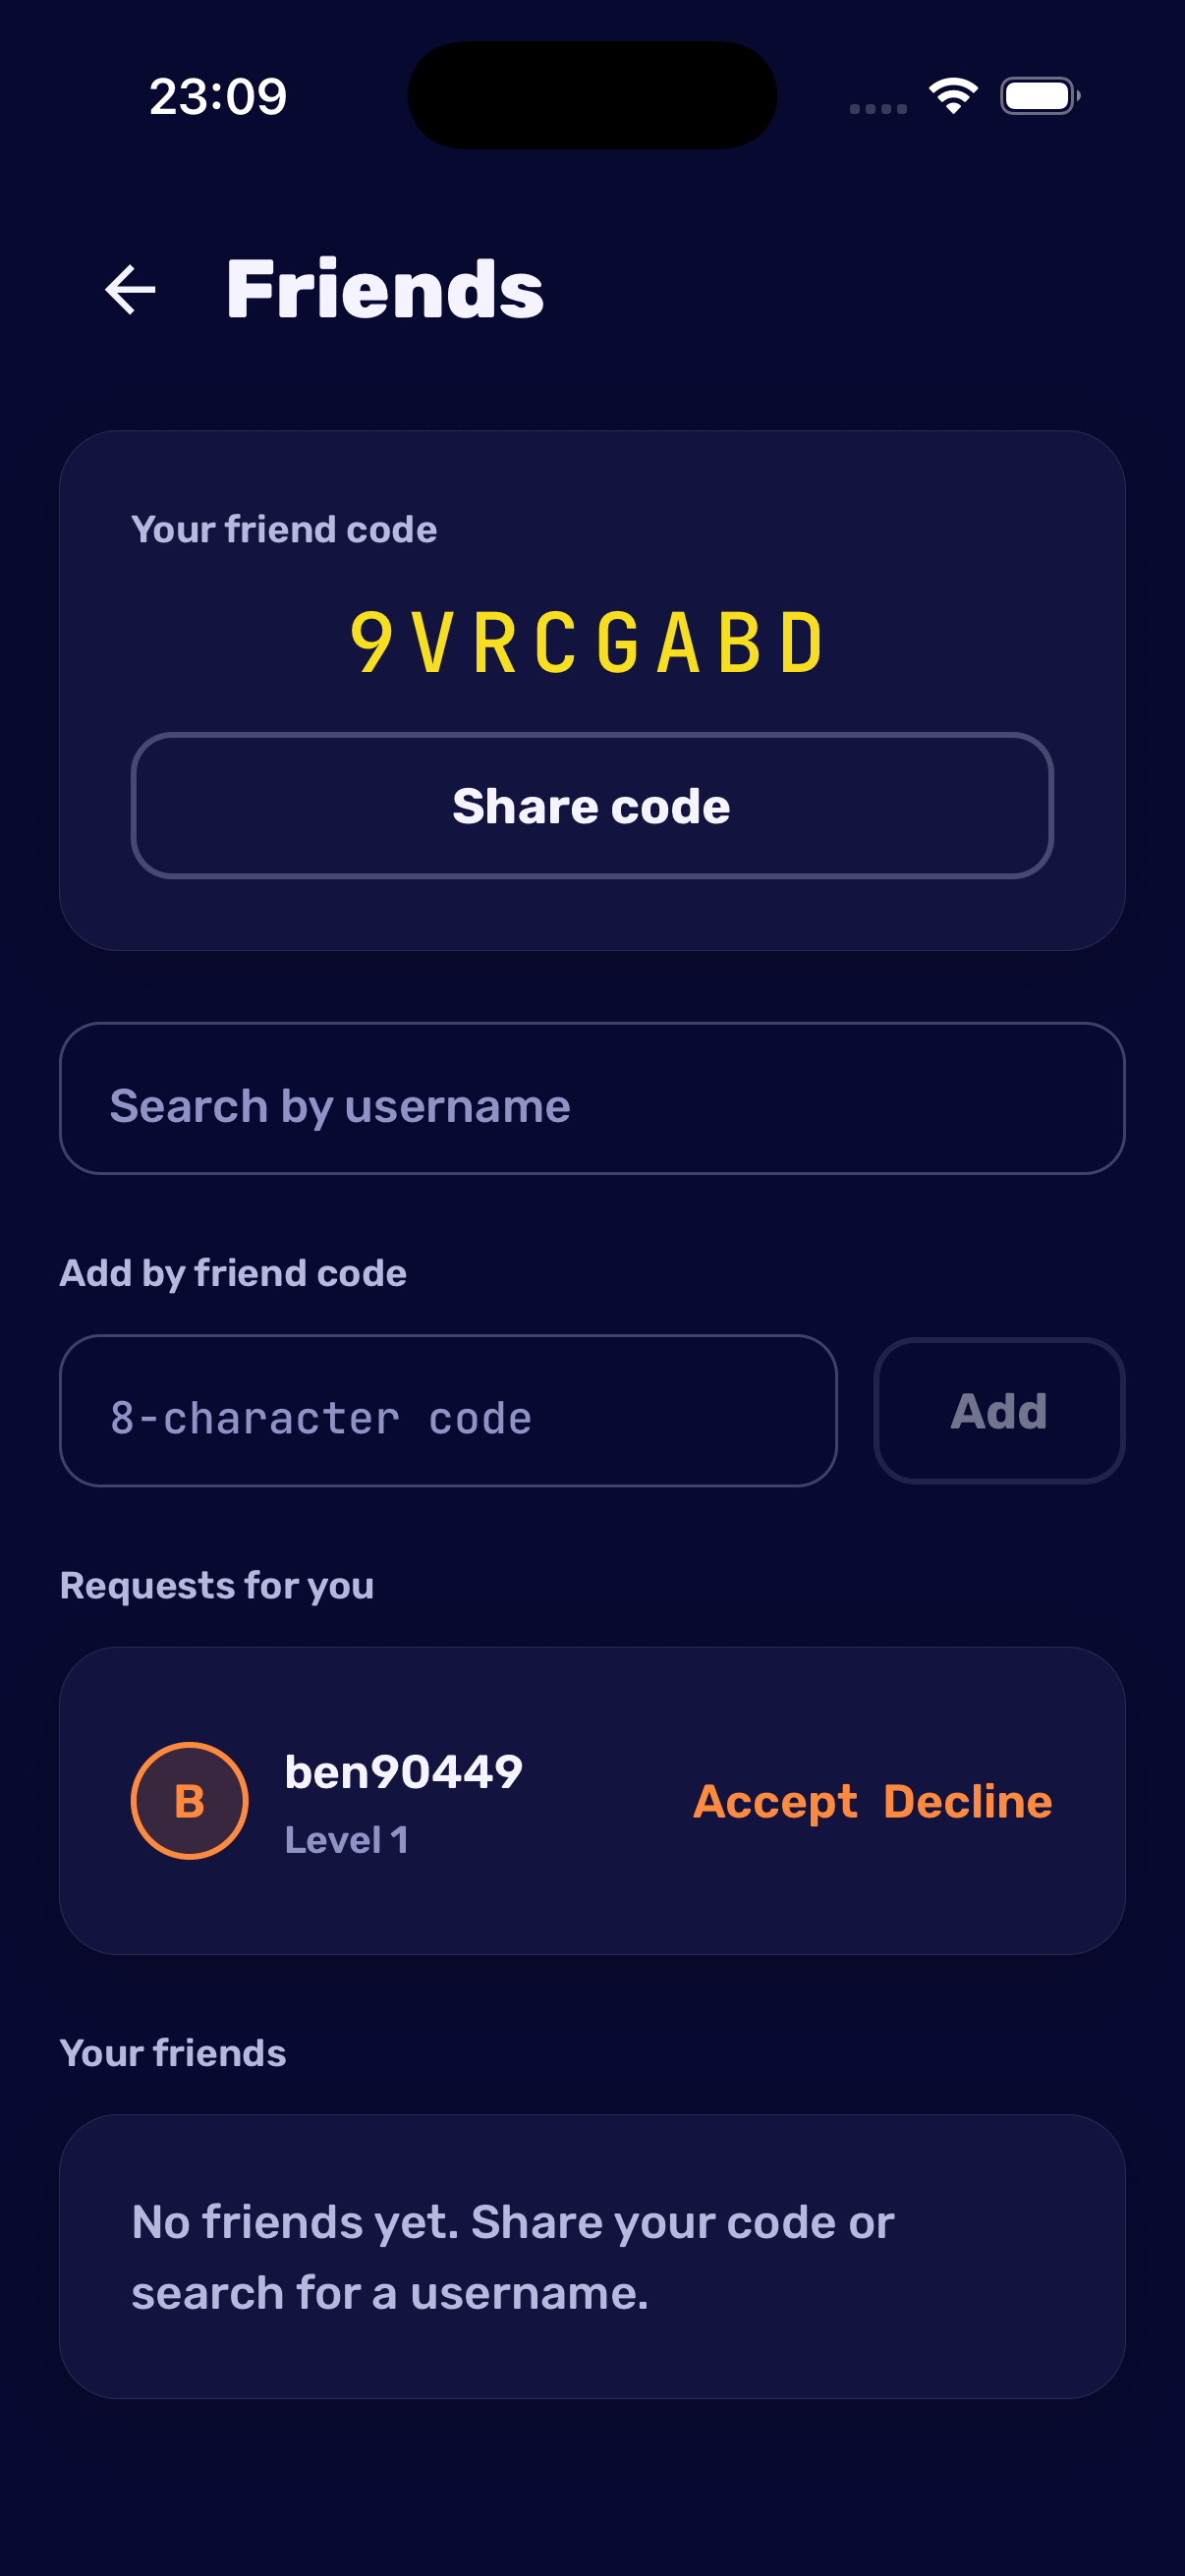 23:09
Friends
Your friend code
9VRCGABD
Share code
Search by username
Add by friend code
8-character code
Add
Requests for you
B
ben90449
Level 1
Accept Decline
Your friends
No friends yet. Share your code or
search for a username.